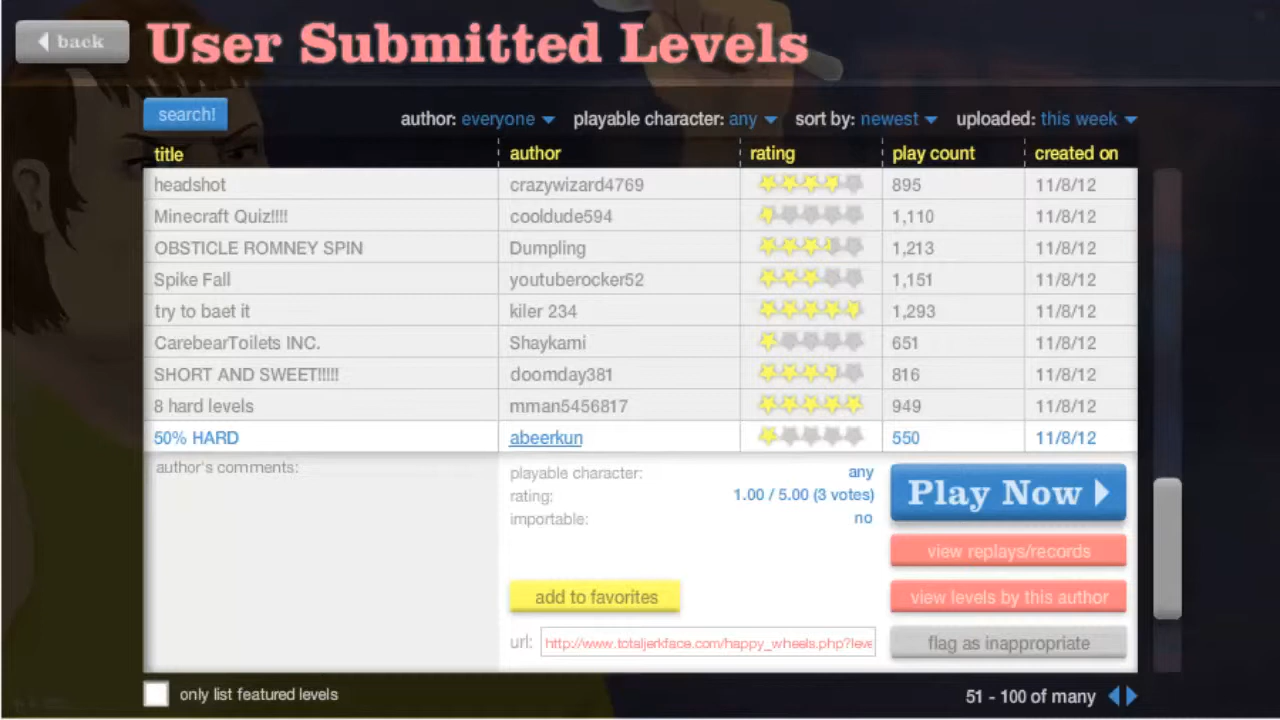 back
User Submitted Levels
search!
author: everyone playable character: any sort by: newest uploaded: this week
title author rating play count created on
headshot crazywizard4769 895 11/8/12
Minecraft Quiz!!!! cooldude594 1,110 11/8/12
OBSTICLE ROMNEY SPIN Dumpling 1,213 11/8/12
Spike Fall youtuberocker52 1,151 11/8/12
try to baet it kiler 234 1,293 11/8/12
CarebearToilets INC. Shaykami 651 11/8/12
SHORT AND SWEET!!!!! doomday381 816 11/8/12
8 hard levels mman5456817 949 11/8/12
50% HARD abeerkun 550 11/8/12
author's comments:
playable character: any
rating: 1.00 / 5.00 (3 votes)
importable: no
Play Now
view replays/records
add to favorites
view levels by this author
url: http://www.totaljerkface.com/happy_wheels.php?leve
flag as inappropriate
only list featured levels
51 - 100 of many